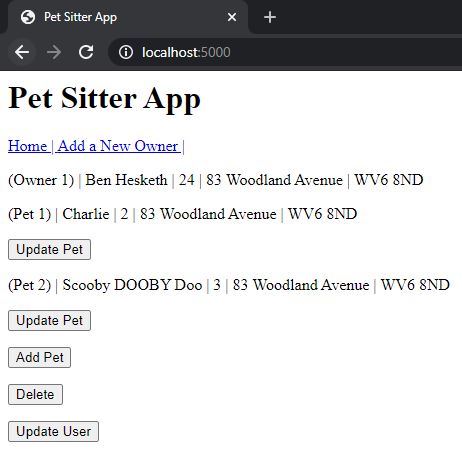 Pet Sitter App
localhost:5000
Pet Sitter App
Home | Add a New Owner |
(Owner 1) | Ben Hesketh | 24 | 83 Woodland Avenue | WV6 8ND
(Pet 1) | Charlie | 2 | 83 Woodland Avenue | WV6 8ND
Update Pet
(Pet 2) | Scooby DOOBY Doo | 3 | 83 Woodland Avenue | WV6 8ND
Update Pet
Add Pet
Delete
Update User